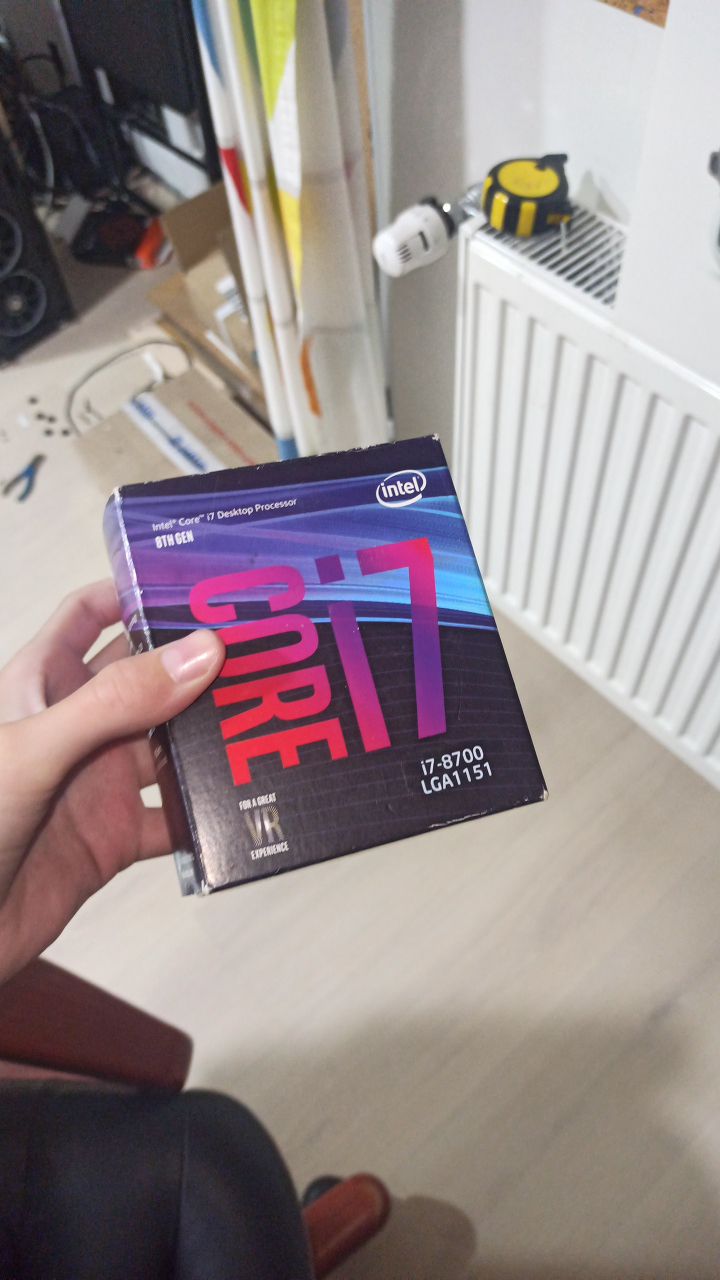 intel
Intel® Core™ i7 Desktop Processor
8TH GEN
CORE i7
i7-8700
LGA1151
FOR A GREAT
VR
EXPERIENCE